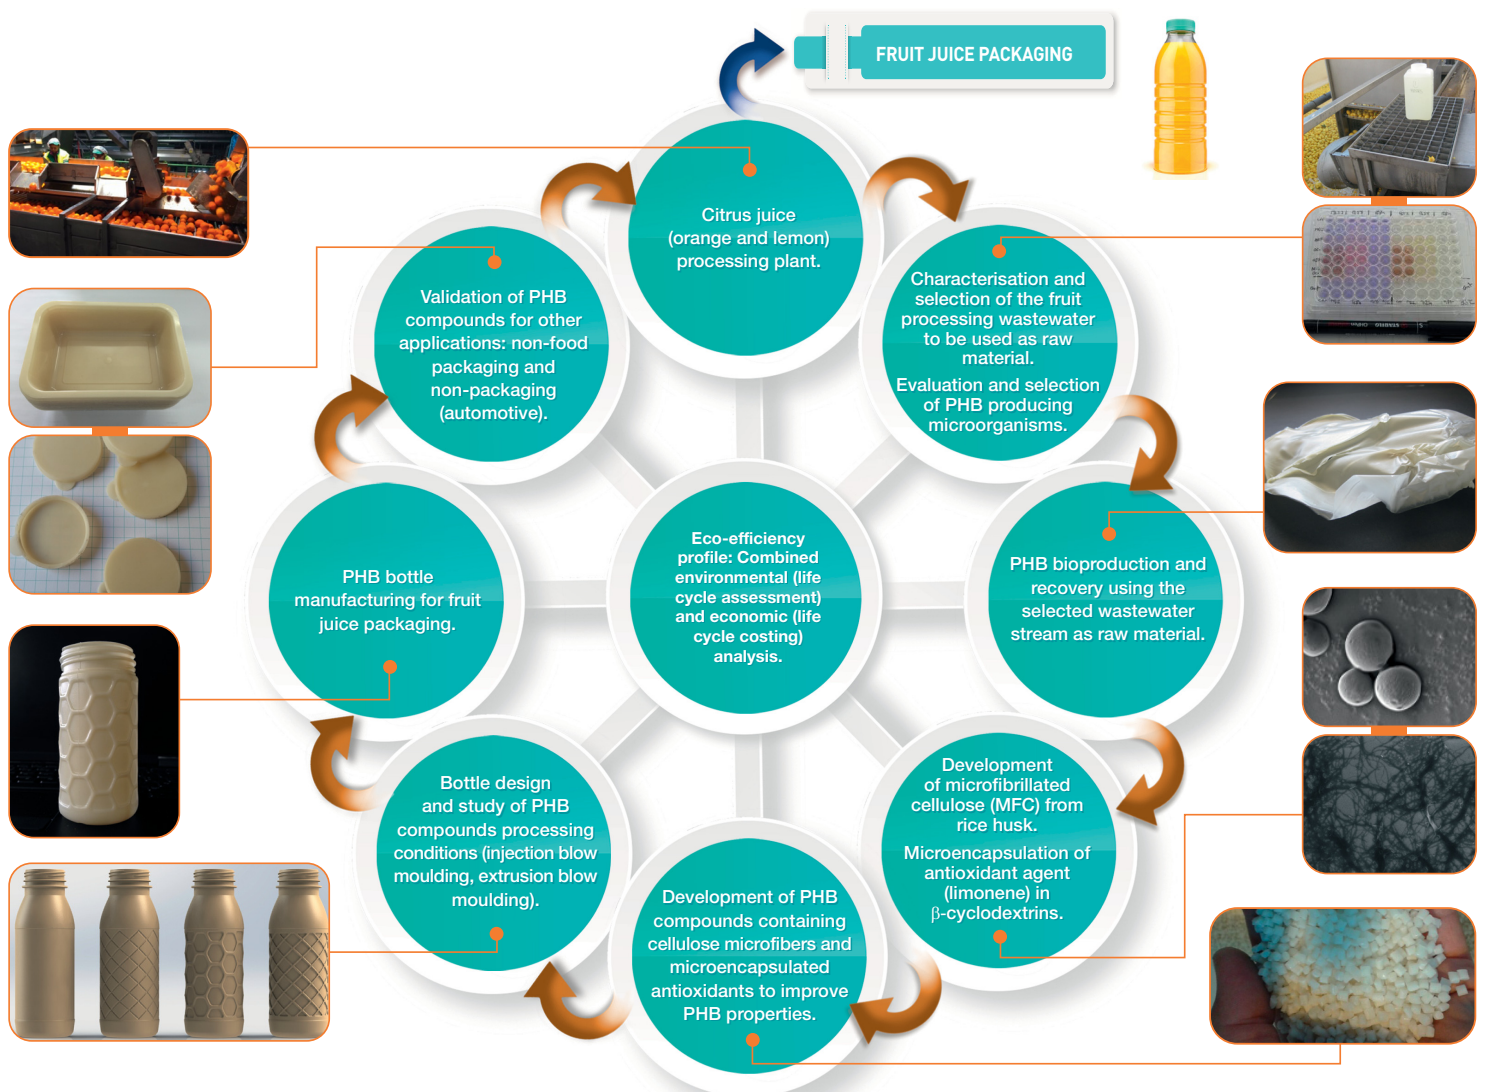 FRUIT JUICE PACKAGING
Citrus juice
(orange and lemon)
processing plant.
Characterisation and
selection of the fruit
processing wastewater
to be used as raw
material.
Evaluation and selection
of PHB producing
microorganisms.
PHB bioproduction and
recovery using the
selected wastewater
stream as raw material.
Development
of microfibrillated
cellulose (MFC) from
rice husk.
Microencapsulation of
antioxidant agent
(limonene) in
β-cyclodextrins.
Development of PHB
compounds containing
cellulose microfibers and
microencapsulated
antioxidants to improve
PHB properties.
Bottle design
and study of PHB
compounds processing
conditions (injection blow
moulding, extrusion blow
moulding).
PHB bottle
manufacturing for fruit
juice packaging.
Validation of PHB
compounds for other
applications: non-food
packaging and
non-packaging
(automotive).
Eco-efficiency
profile: Combined
environmental (life
cycle assessment)
and economic (life
cycle costing)
analysis.